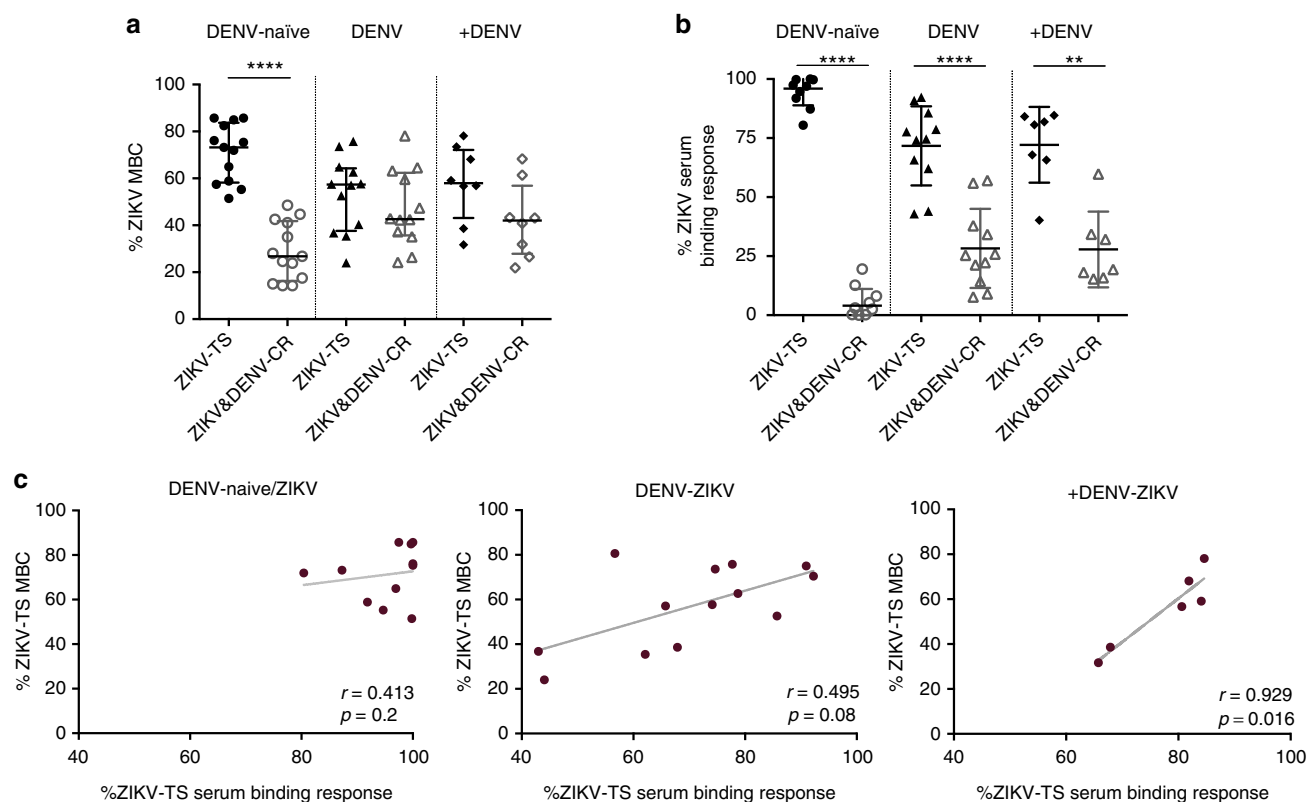 a
DENV-naïve
DENV
+DENV
****
% ZIKV MBC
100
80
60
40
20
0
ZIKV-TS
ZIKV&DENV-CR
ZIKV-TS
ZIKV&DENV-CR
ZIKV-TS
ZIKV&DENV-CR
b
DENV-naïve
DENV
+DENV
****
****
**
% ZIKV serum
binding response
100
75
50
25
0
ZIKV-TS
ZIKV&DENV-CR
ZIKV-TS
ZIKV&DENV-CR
ZIKV-TS
ZIKV&DENV-CR
c
DENV-naive/ZIKV
% ZIKV-TS MBC
100
80
60
40
20
0
r = 0.413
p = 0.2
40
60
80
100
%ZIKV-TS serum binding response
DENV-ZIKV
% ZIKV-TS MBC
100
80
60
40
20
0
r = 0.495
p = 0.08
40
60
80
100
%ZIKV-TS serum binding response
+DENV-ZIKV
% ZIKV-TS MBC
100
80
60
40
20
0
r = 0.929
p = 0.016
40
60
80
100
%ZIKV-TS serum binding response